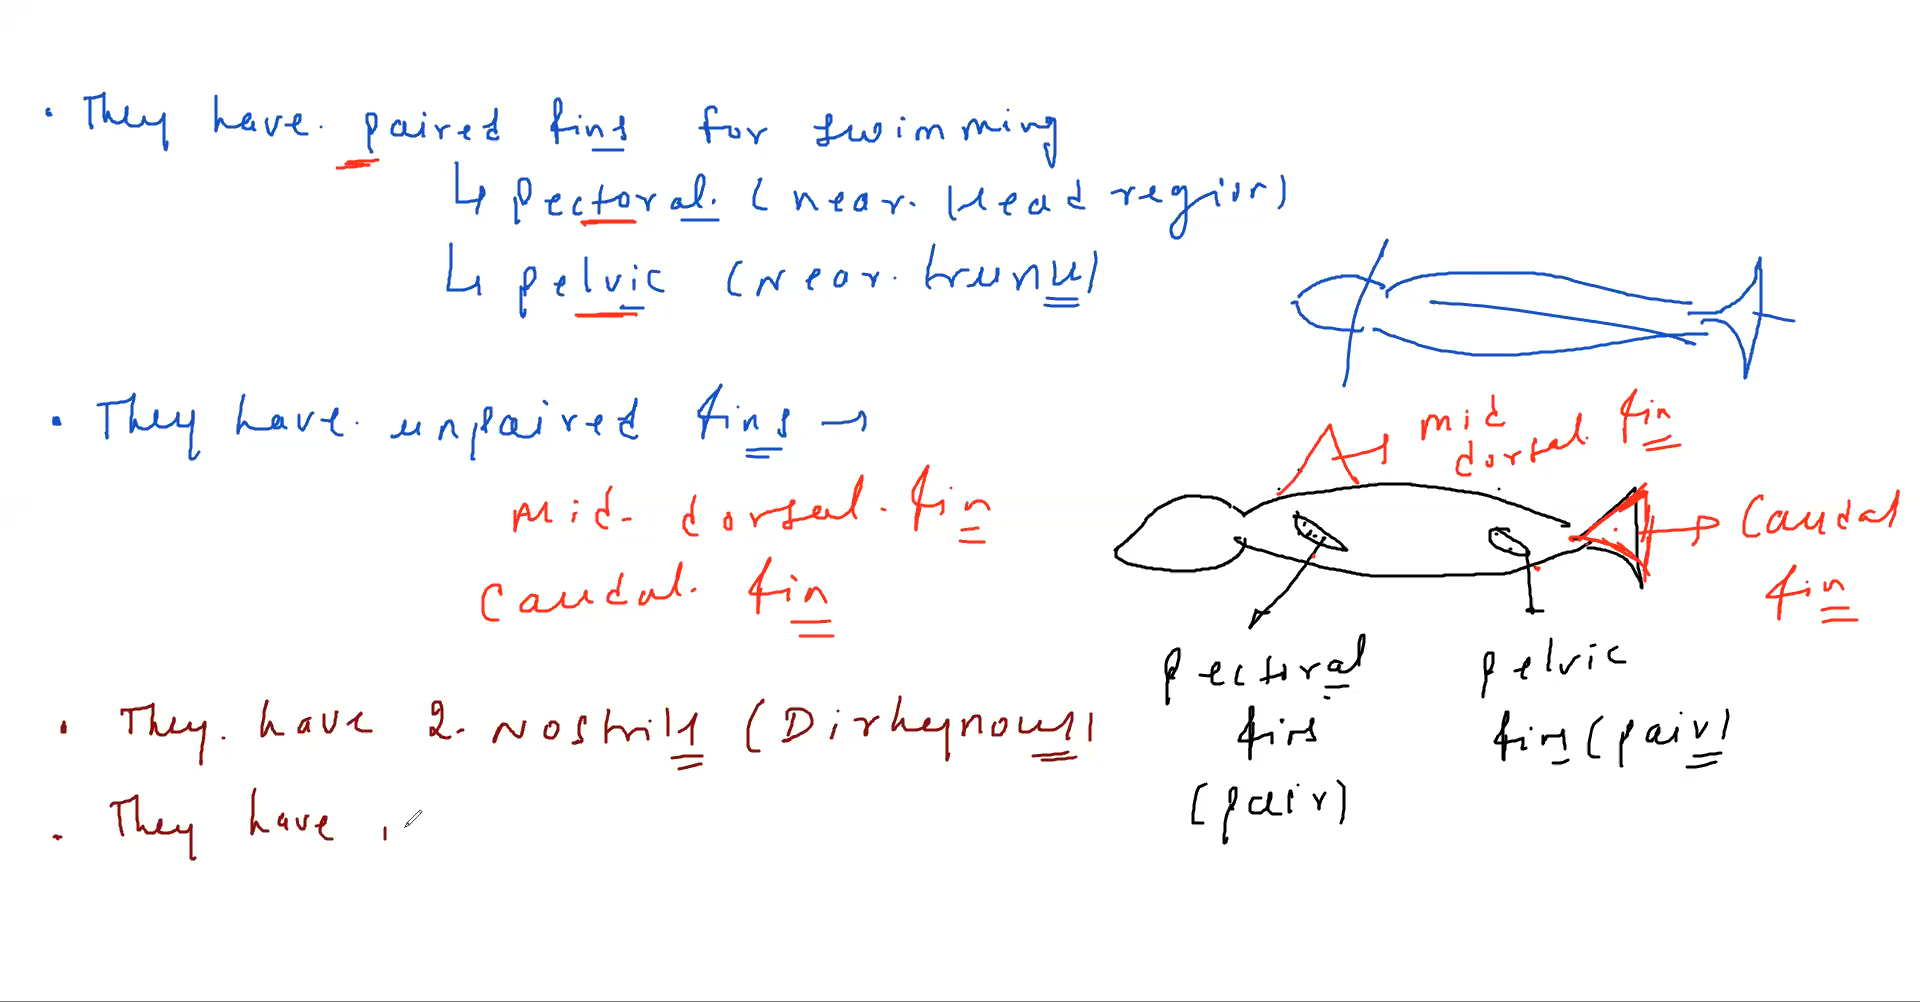 . They have paired fins for swimming
↳ pectoral. (near. Head region)
↳ pelvic (near. trunk)
. They have unpaired fins →
mid
dorsal fin
mid- dorsal. fin
caudal. fin
caudal
fin
pectoral
fins
(pair)
pelvic
fins (pair)
. They. have 2. Nostrils (Dirhynous)
. They have